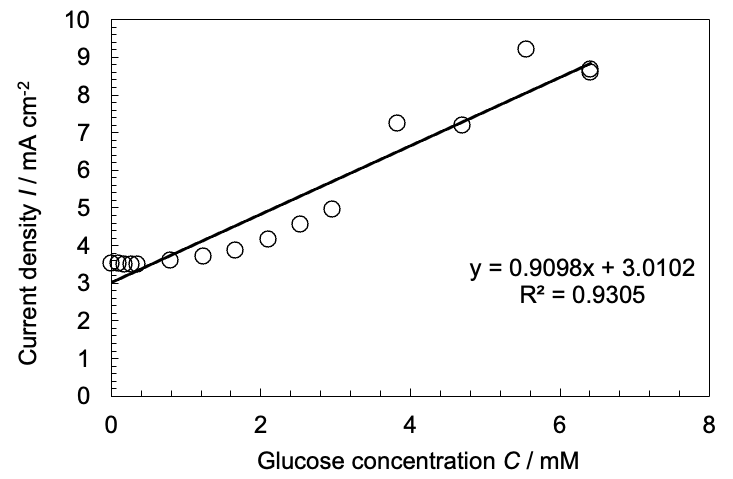 10
9
8
7
6
5
4
3
2
1
0
Current density I / mA cm-2
y = 0.9098x + 3.0102
R² = 0.9305
0 2 4 6 8
Glucose concentration C / mM